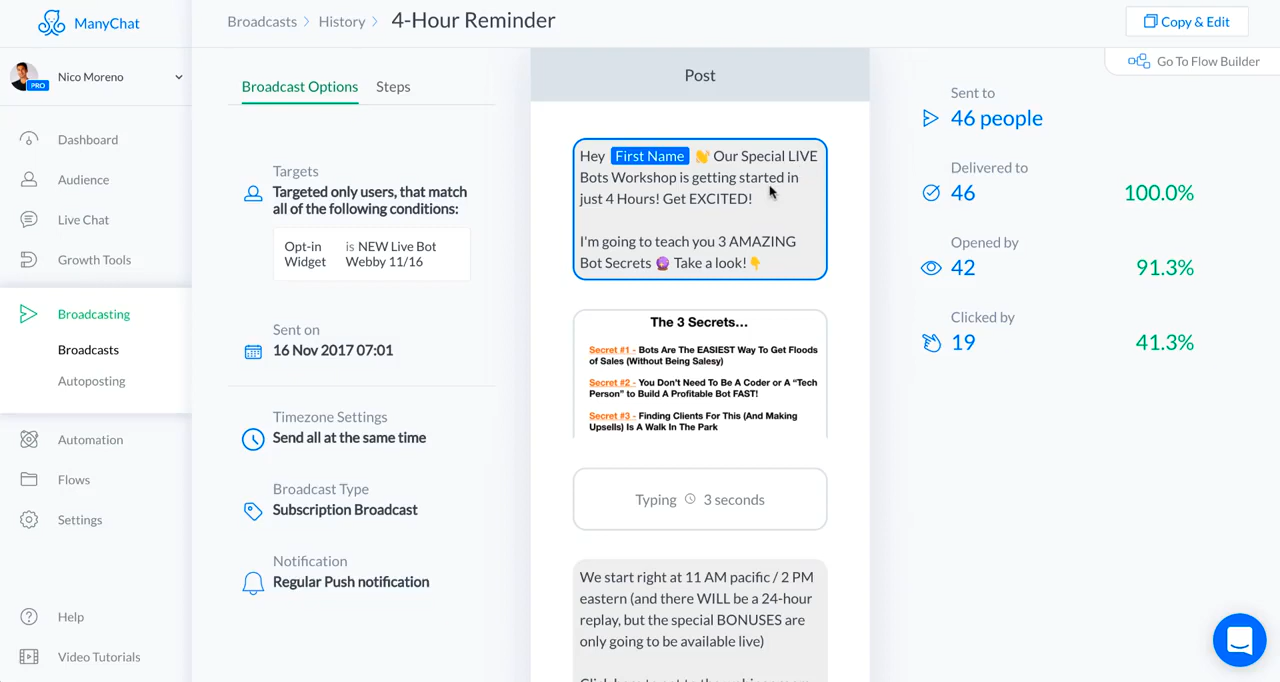 ManyChat
Broadcasts > History > 4-Hour Reminder
Copy & Edit
Go To Flow Builder
PRO
Nico Moreno
Dashboard
Audience
Live Chat
Growth Tools
Broadcasting
Broadcasts
Autoposting
Automation
Flows
Settings
Help
Video Tutorials
Broadcast Options
Steps
Targets
Targeted only users, that match
all of the following conditions:
Opt-in Widget
is NEW Live Bot Webby 11/16
Sent on
16 Nov 2017 07:01
Timezone Settings
Send all at the same time
Broadcast Type
Subscription Broadcast
Notification
Regular Push notification
Post
Hey First Name 👋 Our Special LIVE
Bots Workshop is getting started in
just 4 Hours! Get EXCITED!
I'm going to teach you 3 AMAZING
Bot Secrets 🔮 Take a look! 👇
The 3 Secrets...
Secret #1 - Bots Are The EASIEST Way To Get Floods
of Sales (Without Being Salesy)
Secret #2 - You Don't Need To Be A Coder or A "Tech
Person" to Build A Profitable Bot FAST!
Secret #3 - Finding Clients For This (And Making
Upsells) Is A Walk In The Park
Typing 3 seconds
We start right at 11 AM pacific / 2 PM
eastern (and there WILL be a 24-hour
replay, but the special BONUSES are
only going to be available live)
Sent to
46 people
Delivered to
46 100.0%
Opened by
42 91.3%
Clicked by
19 41.3%